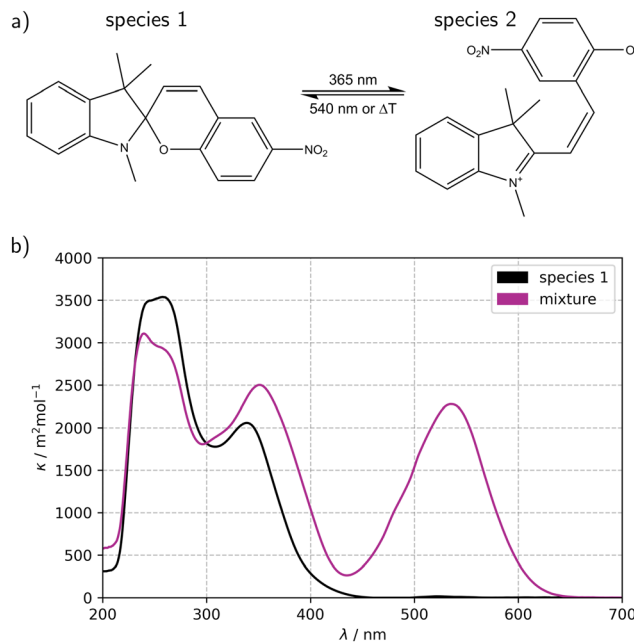 a)
species 1
species 2
N
O
NO₂
365 nm
540 nm or ΔT
O₂N
O
N⁺
b)
κ / m²mol⁻¹
4000
3500
3000
2500
2000
1500
1000
500
0
species 1
mixture
200
300
400
500
600
700
λ / nm